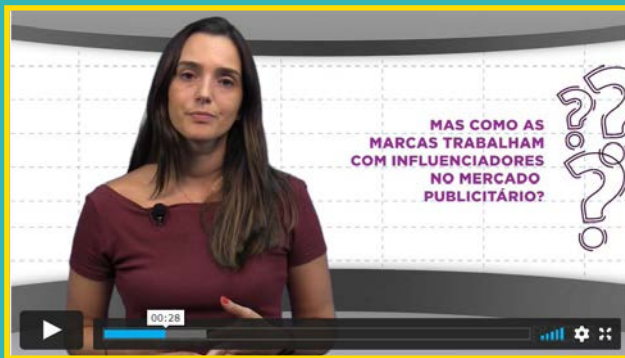 MAS COMO AS
MARCAS TRABALHAM
COM INFLUENCIADORES
NO MERCADO
PUBLICITÁRIO?
00:28